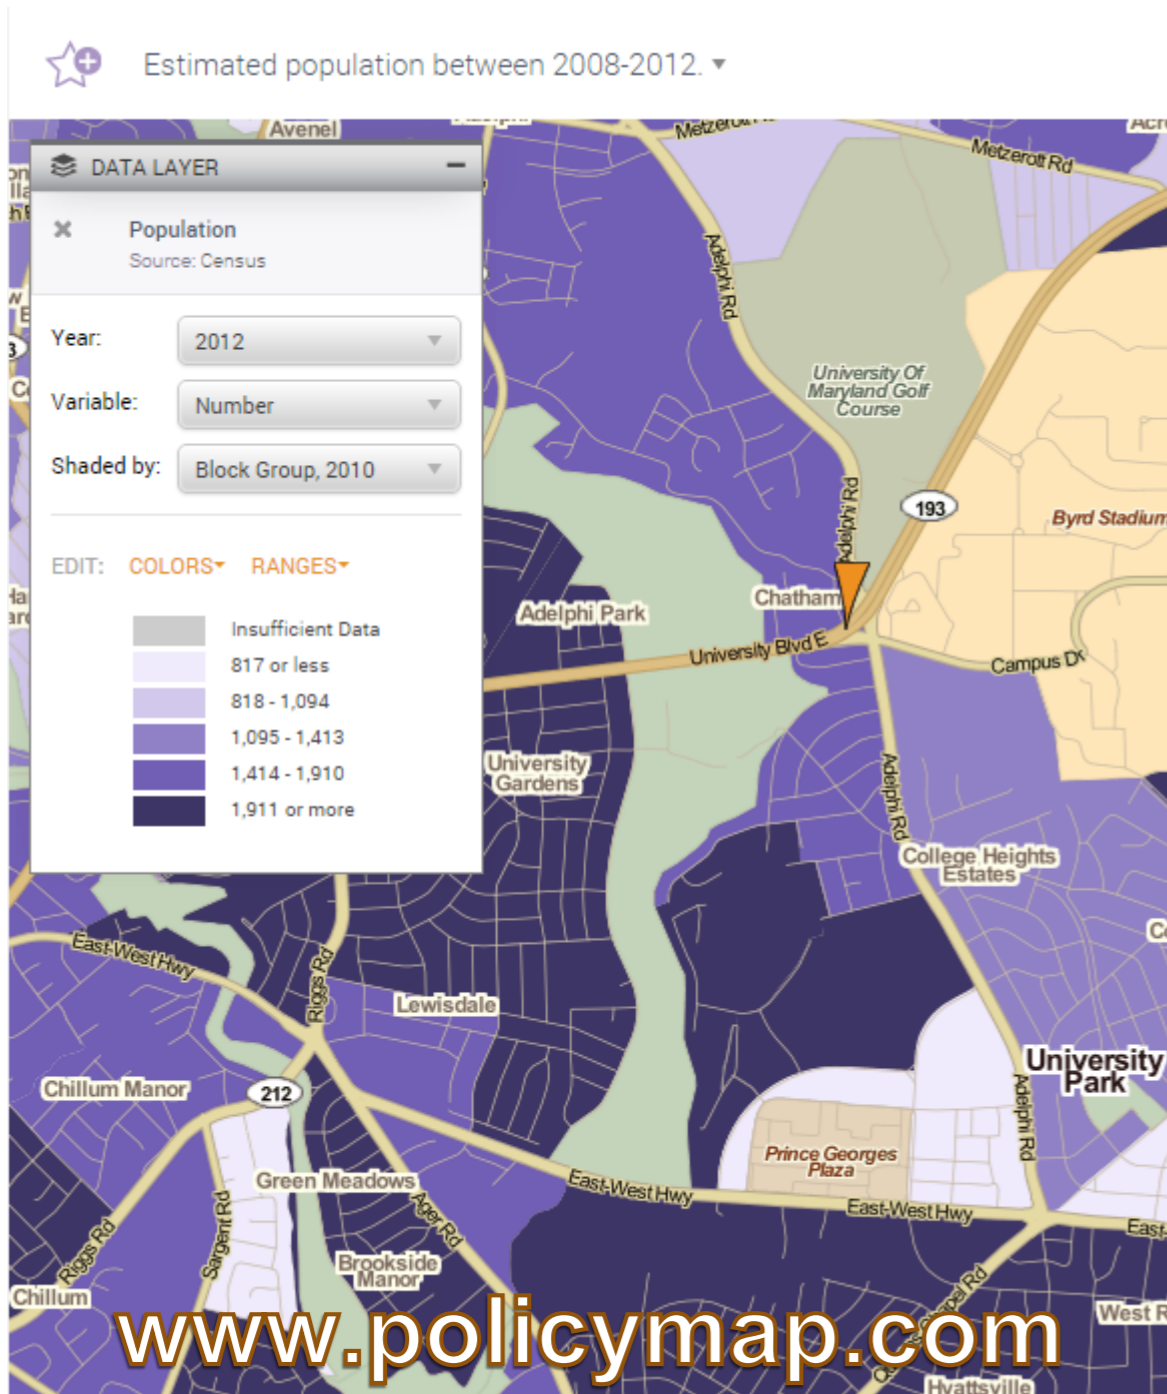 Estimated population between 2008-2012.
Avenel
Metzerott Rd
DATA LAYER
Population
Source: Census
Year: 2012
Variable: Number
Shaded by: Block Group, 2010
EDIT: COLORS RANGES
Insufficient Data
817 or less
818 - 1,094
1,095 - 1,413
1,414 - 1,910
1,911 or more
Adelphi Rd
University Of
Maryland Golf
Course
Adelphi Rd
193
Byrd Stadium
Chatham
Adelphi Park
University Blvd E
Campus Dr
University
Gardens
Adelphi Rd
College Heights
Estates
East-West Hwy
Riggs Rd
Lewisdale
University
Park
Chillum Manor
212
Adelphi Rd
Prince Georges
Plaza
Green Meadows
East-West Hwy
East-West Hwy
Ager Rd
Sargent Rd
Riggs Rd
Brookside
Manor
Chillum
West R
East-
www.policymap.com
Hyattsville